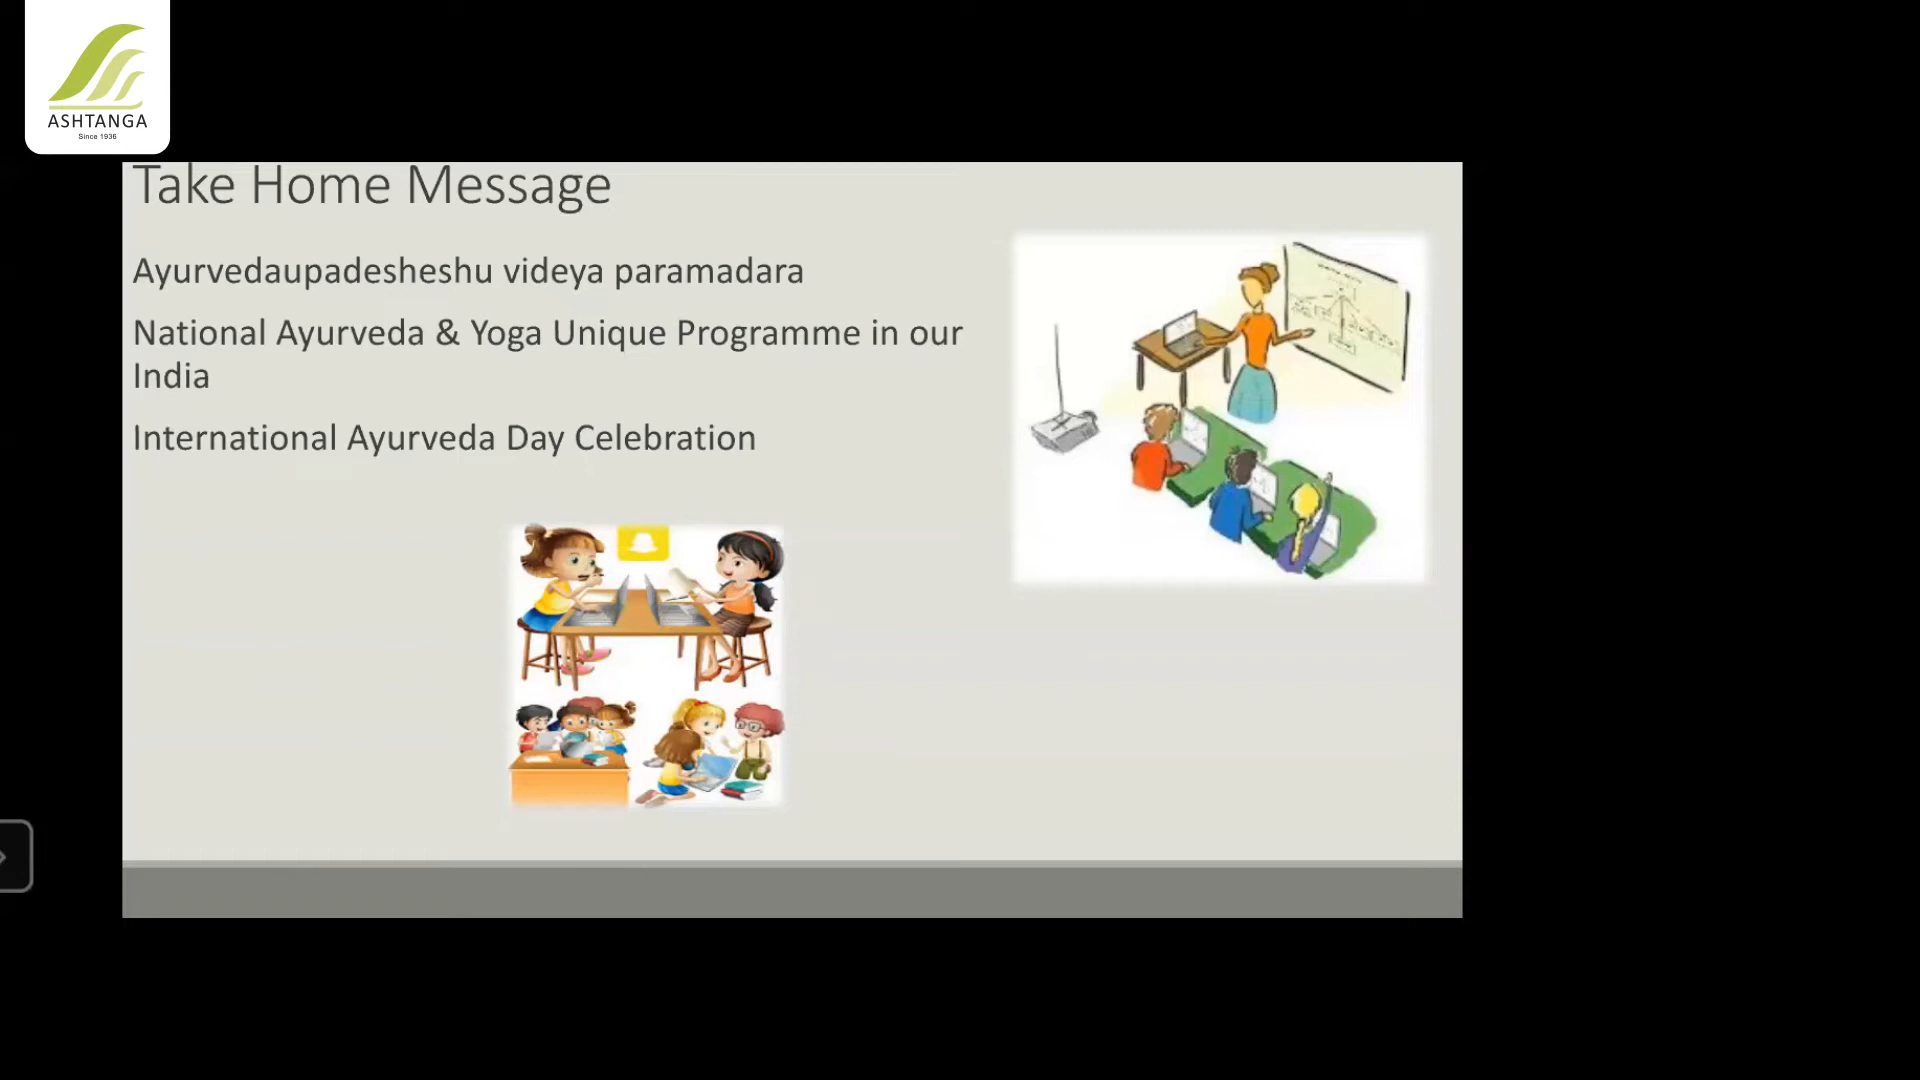 ASHTANGA
Since 1936
Take Home Message
Ayurvedaupadesheshu videya paramadara
National Ayurveda & Yoga Unique Programme in our
India
International Ayurveda Day Celebration